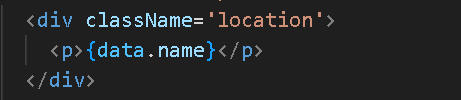 <div className='location'>
<p>{data.name}</p>
</div>